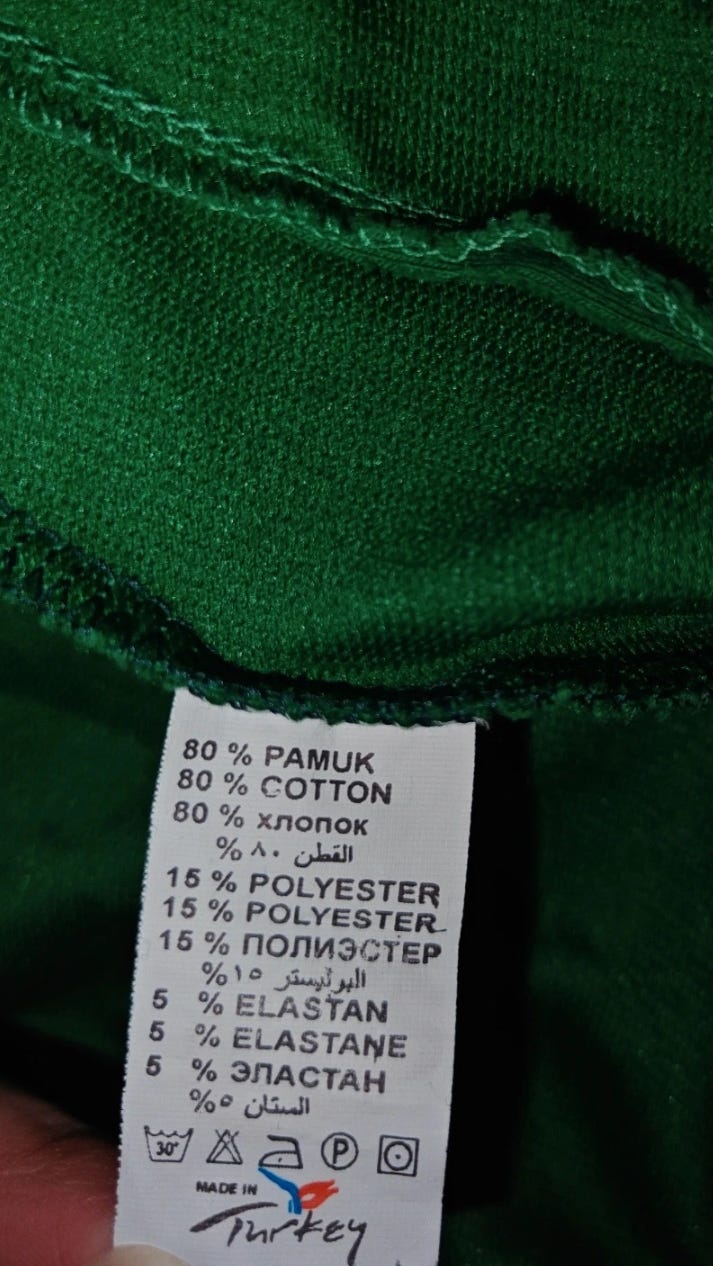 80 % PAMUK
80 % COTTON
80 % хлопок
القطن ٨٠ %
15 % POLYESTER
15 % POLYESTER
15 % ПОЛИЭСТЕР
البوليستر ١٥ %
5 % ELASTAN
5 % ELASTANE
5 % ЭЛАСТАН
الستان ٥ %
30° P
MADE IN
Turkey